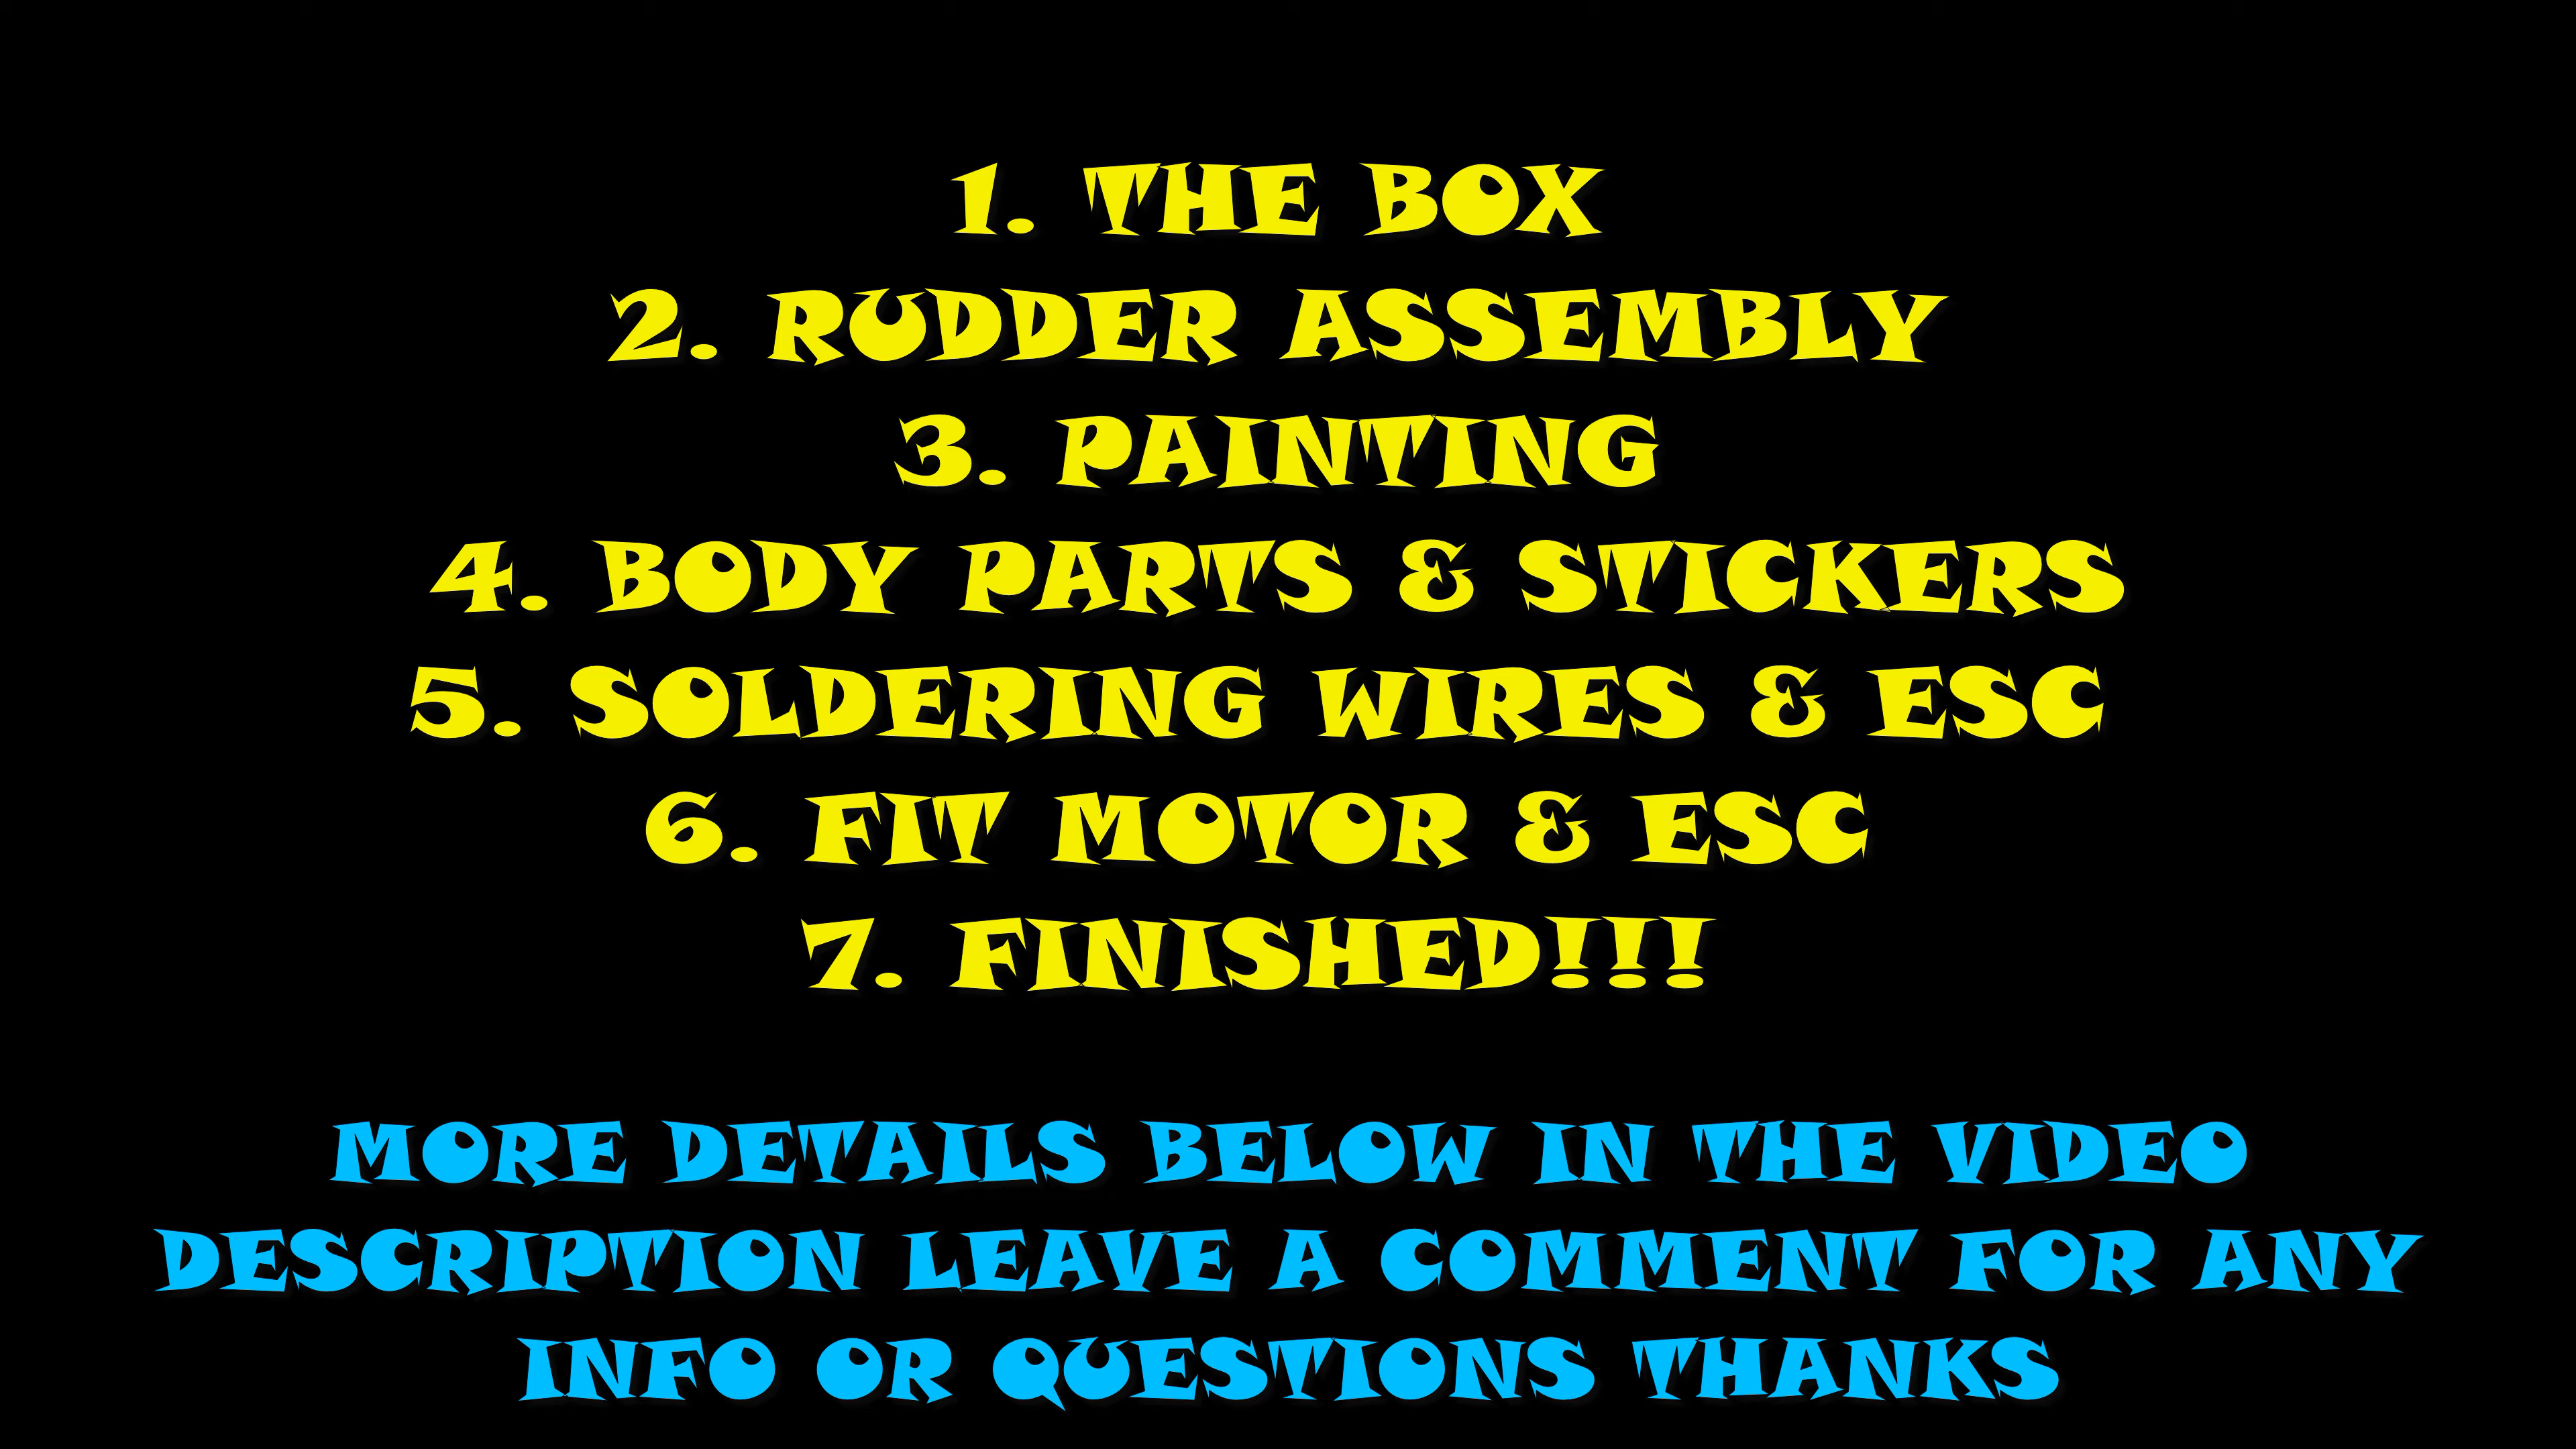 1. THE BOX
2. RUDDER ASSEMBLY
3. PAINTING
4. BODY PARTS & STICKERS
5. SOLDERING WIRES & ESC
6. FIT MOTOR & ESC
7. FINISHED!!!
MORE DETAILS BELOW IN THE VIDEO
DESCRIPTION LEAVE A COMMENT FOR ANY
INFO OR QUESTIONS THANKS